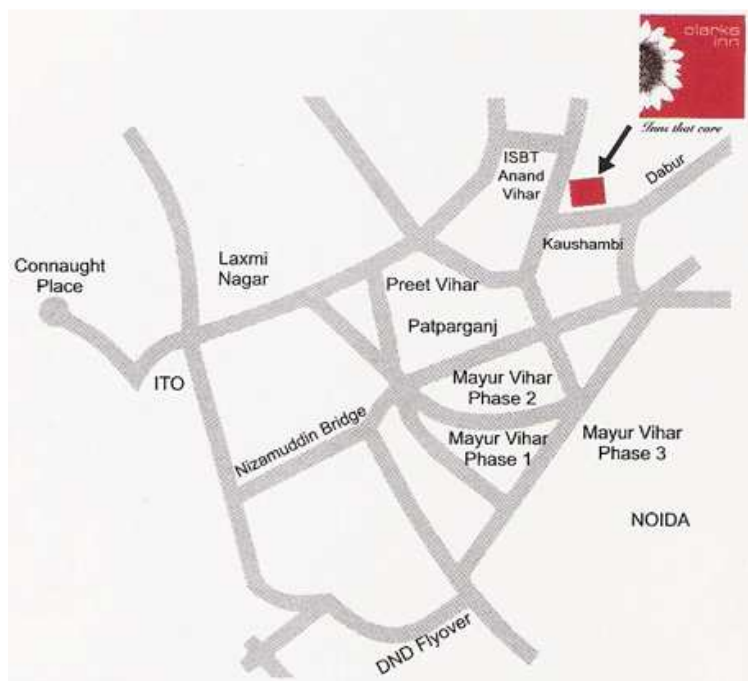 clarks
inn
Inns that care
ISBT
Anand
Vihar
Dabur
Kaushambi
Connaught
Place
Laxmi
Nagar
Preet Vihar
Patparganj
ITO
Mayur Vihar
Phase 2
Nizamuddin Bridge
Mayur Vihar
Phase 1
Mayur Vihar
Phase 3
NOIDA
DND Flyover